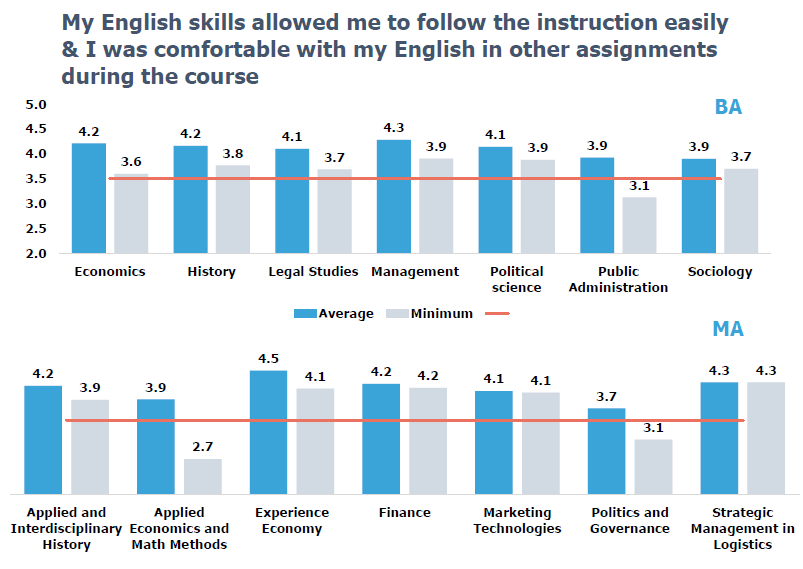 My English skills allowed me to follow the instruction easily
& I was comfortable with my English in other assignments
during the course
BA
5.0
4.5
4.0
3.5
3.0
2.5
2.0
4.2
3.6
4.2
3.8
4.1
3.7
4.3
3.9
4.1
3.9
3.9
3.1
3.9
3.7
Economics
History
Legal Studies
Management
Political
science
Public
Administration
Sociology
Average
Minimum
MA
4.2
3.9
3.9
2.7
4.5
4.1
4.2
4.2
4.1
4.1
3.7
3.1
4.3
4.3
Applied and
Interdisciplinary
History
Applied
Economics and
Math Methods
Experience
Economy
Finance
Marketing
Technologies
Politics and
Governance
Strategic
Management in
Logistics